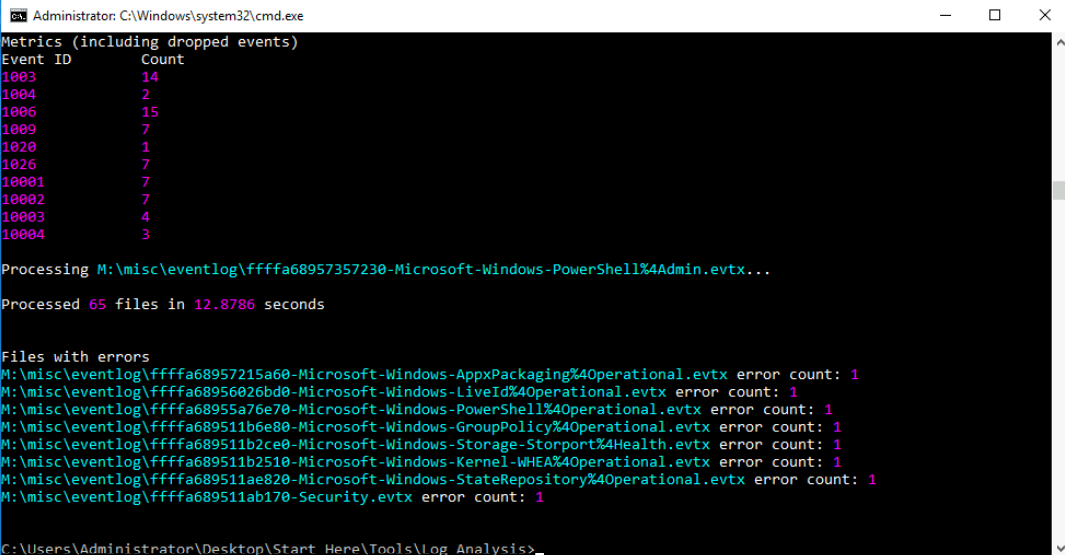 Administrator: C:\Windows\system32\cmd.exe
Metrics (including dropped events)
Event ID Count
1003 14
1004 2
1006 15
1009 7
1020 1
1026 7
10001 7
10002 7
10003 4
10004 3
Processing M:\misc\eventlog\ffffa68957357230-Microsoft-Windows-PowerShell%4Admin.evtx...
Processed 65 files in 12.8786 seconds
Files with errors
M:\misc\eventlog\ffffa68957215a60-Microsoft-Windows-AppxPackaging%4Operational.evtx error count: 1
M:\misc\eventlog\ffffa68956026bd0-Microsoft-Windows-LiveId%4Operational.evtx error count: 1
M:\misc\eventlog\ffffa68955a76e70-Microsoft-Windows-PowerShell%4Operational.evtx error count: 1
M:\misc\eventlog\ffffa689511b6e80-Microsoft-Windows-GroupPolicy%4Operational.evtx error count: 1
M:\misc\eventlog\ffffa689511b2ce0-Microsoft-Windows-Storage-Storport%4Health.evtx error count: 1
M:\misc\eventlog\ffffa689511b2510-Microsoft-Windows-Kernel-WHEA%4Operational.evtx error count: 1
M:\misc\eventlog\ffffa689511ae820-Microsoft-Windows-StateRepository%4Operational.evtx error count: 1
M:\misc\eventlog\ffffa689511ab170-Security.evtx error count: 1
C:\Users\Administrator\Desktop\Start Here\Tools\Log Analysis>_